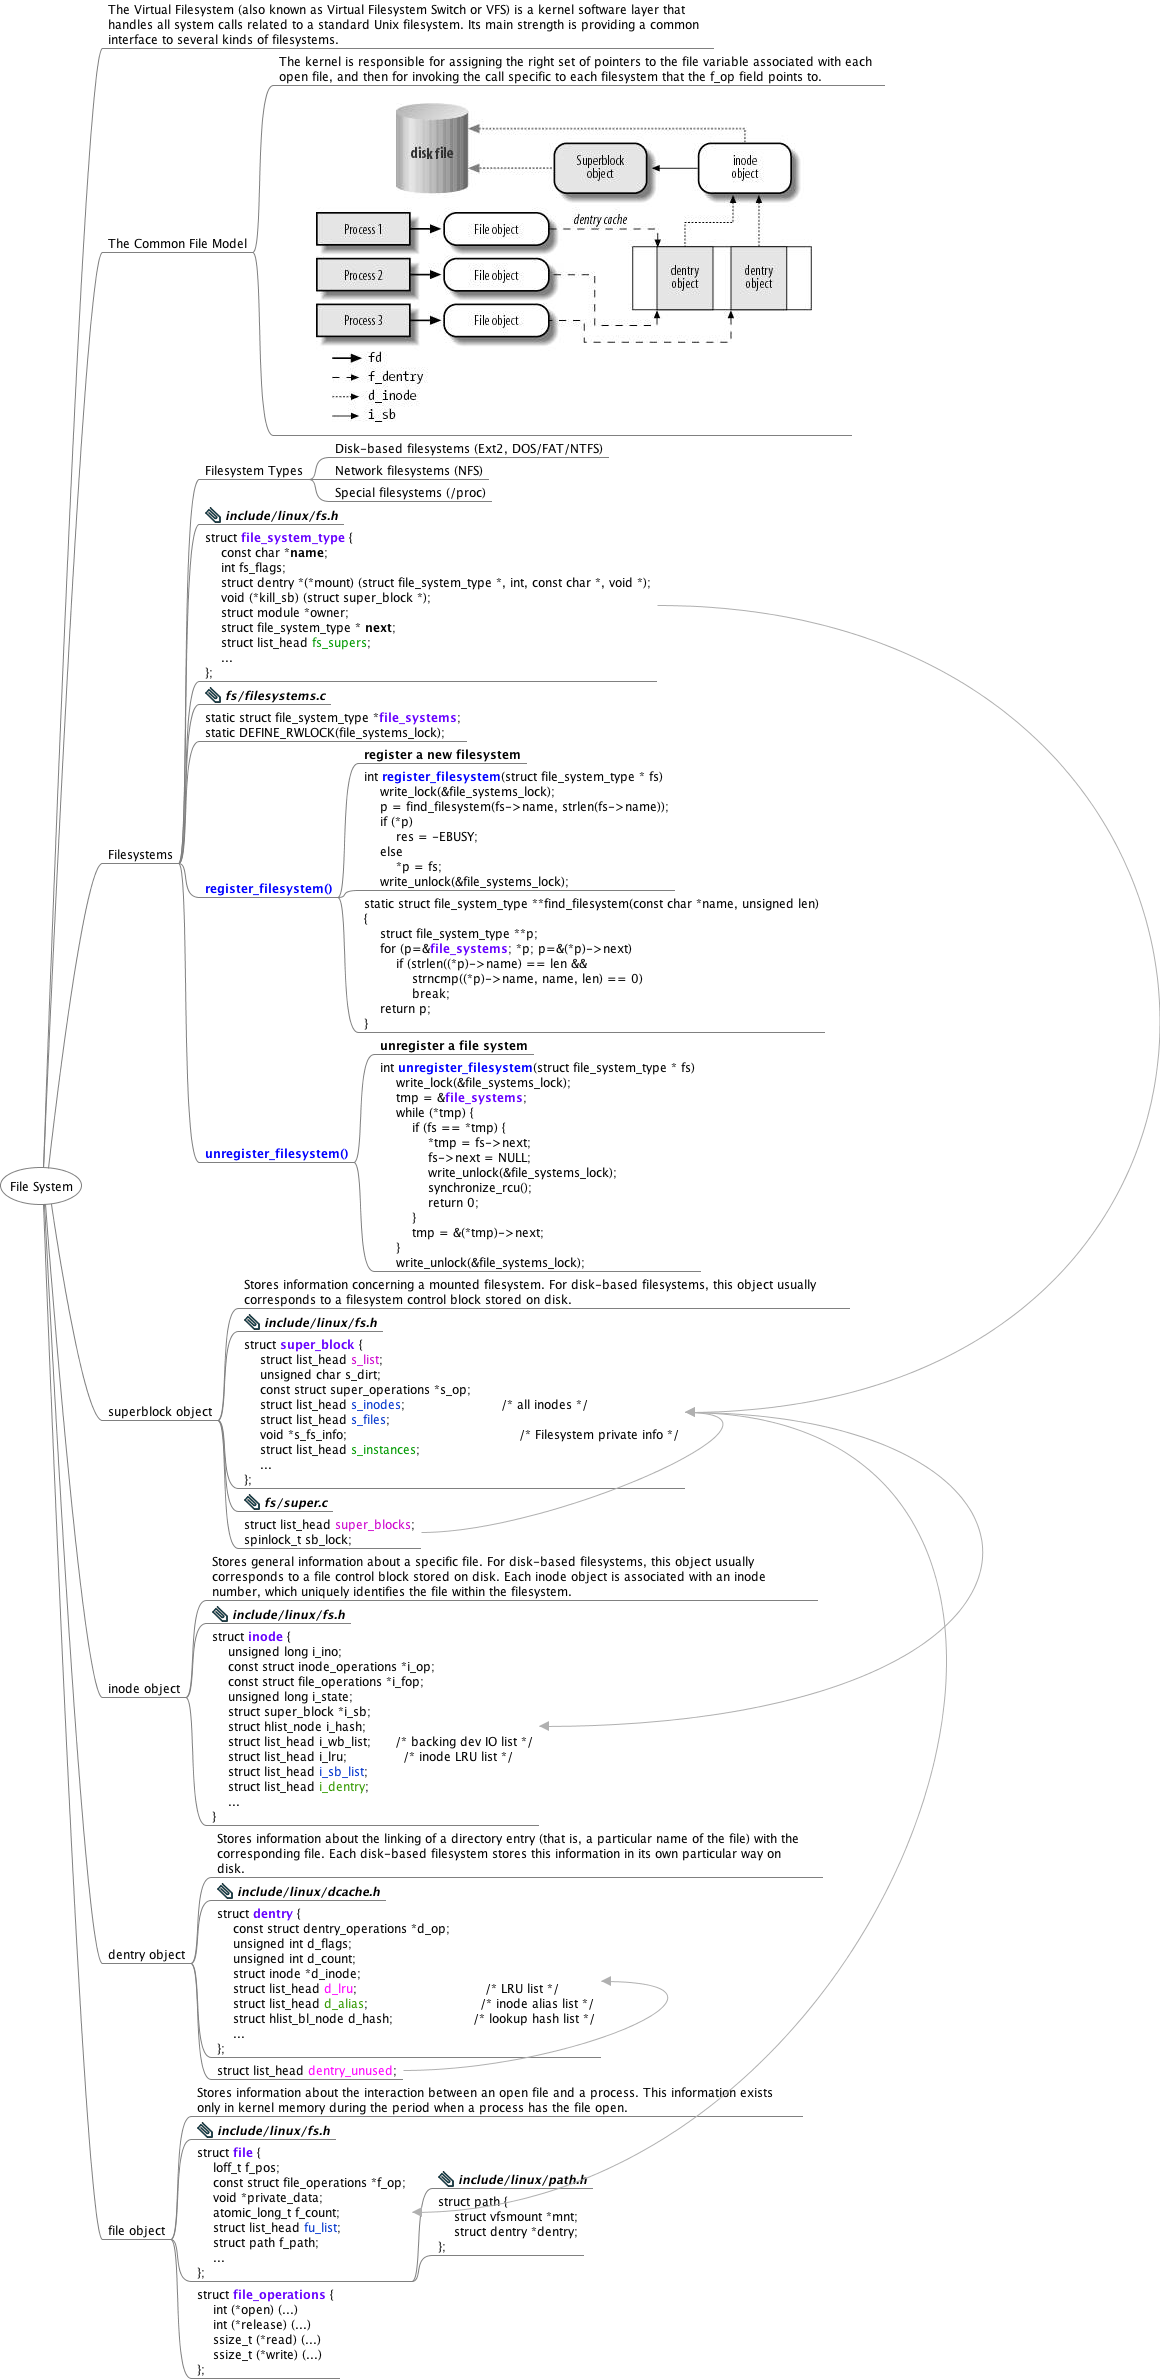 The Virtual Filesystem (also known as Virtual Filesystem Switch or VFS) is a kernel software layer that
handles all system calls related to a standard Unix filesystem. Its main strength is providing a common
interface to several kinds of filesystems.
The kernel is responsible for assigning the right set of pointers to the file variable associated with each
open file, and then for invoking the call specific to each filesystem that the f_op field points to.
disk file
Superblock
object
inode
object
The Common File Model
Process 1
File object
dentry cache
Process 2
File object
dentry
object
dentry
object
Process 3
File object
fd
f_dentry
d_inode
i_sb
Filesystems
Filesystem Types
Disk-based filesystems (Ext2, DOS/FAT/NTFS)
Network filesystems (NFS)
Special filesystems (/proc)
include/linux/fs.h
struct file_system_type {
const char *name;
int fs_flags;
struct dentry *(*mount) (struct file_system_type *, int, const char *, void *);
void (*kill_sb) (struct super_block *);
struct module *owner;
struct file_system_type * next;
struct list_head fs_supers;
...
};
fs/filesystems.c
static struct file_system_type *file_systems;
static DEFINE_RWLOCK(file_systems_lock);
register_filesystem()
register a new filesystem
int register_filesystem(struct file_system_type * fs)
write_lock(&file_systems_lock);
p = find_filesystem(fs->name, strlen(fs->name));
if (*p)
res = -EBUSY;
else
*p = fs;
write_unlock(&file_systems_lock);
static struct file_system_type **find_filesystem(const char *name, unsigned len)
{
struct file_system_type **p;
for (p=&file_systems; *p; p=&(*p)->next)
if (strlen((*p)->name) == len &&
strncmp((*p)->name, name, len) == 0)
break;
return p;
}
unregister_filesystem()
unregister a file system
int unregister_filesystem(struct file_system_type * fs)
write_lock(&file_systems_lock);
tmp = &file_systems;
while (*tmp) {
if (fs == *tmp) {
*tmp = fs->next;
fs->next = NULL;
write_unlock(&file_systems_lock);
synchronize_rcu();
return 0;
}
tmp = &(*tmp)->next;
}
write_unlock(&file_systems_lock);
File System
superblock object
Stores information concerning a mounted filesystem. For disk-based filesystems, this object usually
corresponds to a filesystem control block stored on disk.
include/linux/fs.h
struct super_block {
struct list_head s_list;
unsigned char s_dirt;
const struct super_operations *s_op;
struct list_head s_inodes; /* all inodes */
struct list_head s_files;
void *s_fs_info; /* Filesystem private info */
struct list_head s_instances;
...
};
fs/super.c
struct list_head super_blocks;
spinlock_t sb_lock;
inode object
Stores general information about a specific file. For disk-based filesystems, this object usually
corresponds to a file control block stored on disk. Each inode object is associated with an inode
number, which uniquely identifies the file within the filesystem.
include/linux/fs.h
struct inode {
unsigned long i_ino;
const struct inode_operations *i_op;
const struct file_operations *i_fop;
unsigned long i_state;
struct super_block *i_sb;
struct hlist_node i_hash;
struct list_head i_wb_list; /* backing dev IO list */
struct list_head i_lru; /* inode LRU list */
struct list_head i_sb_list;
struct list_head i_dentry;
...
}
dentry object
Stores information about the linking of a directory entry (that is, a particular name of the file) with the
corresponding file. Each disk-based filesystem stores this information in its own particular way on
disk.
include/linux/dcache.h
struct dentry {
const struct dentry_operations *d_op;
unsigned int d_flags;
unsigned int d_count;
struct inode *d_inode;
struct list_head d_lru; /* LRU list */
struct list_head d_alias; /* inode alias list */
struct hlist_bl_node d_hash; /* lookup hash list */
...
};
struct list_head dentry_unused;
file object
Stores information about the interaction between an open file and a process. This information exists
only in kernel memory during the period when a process has the file open.
include/linux/fs.h
struct file {
loff_t f_pos;
const struct file_operations *f_op;
void *private_data;
atomic_long_t f_count;
struct list_head fu_list;
struct path f_path;
...
};
include/linux/path.h
struct path {
struct vfsmount *mnt;
struct dentry *dentry;
};
struct file_operations {
int (*open) (...)
int (*release) (...)
ssize_t (*read) (...)
ssize_t (*write) (...)
};